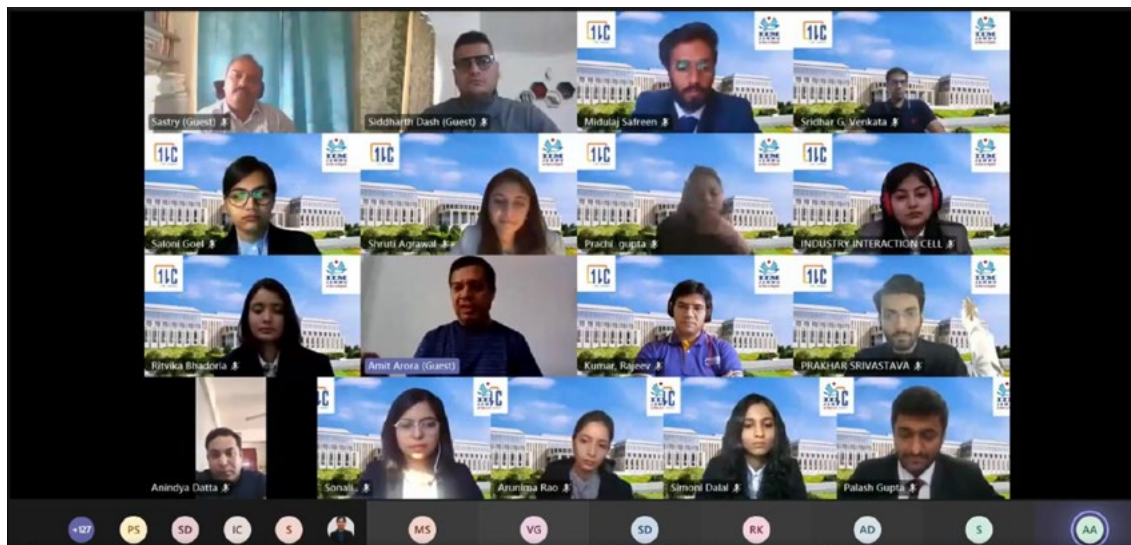 Sastry (Guest)
Siddharth Dash (Guest)
Midulaj Safreen
Sridhar G, Venkata
Saloni Goel
Shruti Agrawal
Prachi gupta
INDUSTRY INTERACTION CELL
Ritvika Bhadoria
Amit Arora (Guest)
Kumar, Rajeev
PRAKHAR SRIVASTAVA
Anindya Datta
Sonali
Arunima Rao
Simoni Dalal
Palash Gupta
+127
PS
SD
IC
S
MS
VG
SD
RK
AD
S
AA